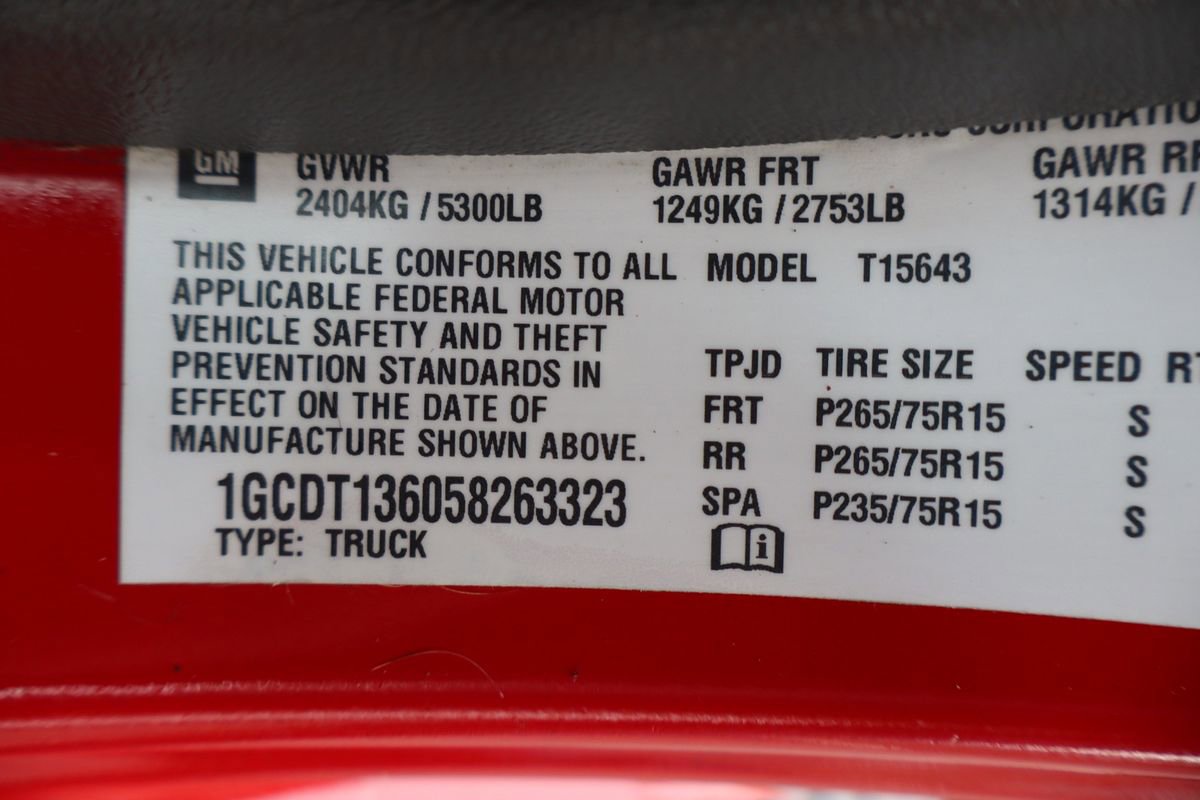 CORPORATION
GM
GVWR GAWR FRT GAWR
2404KG / 5300LB 1249KG / 2753LB 1314KG /
THIS VEHICLE CONFORMS TO ALL MODEL T15643
APPLICABLE FEDERAL MOTOR
VEHICLE SAFETY AND THEFT
PREVENTION STANDARDS IN TPJD TIRE SIZE SPEED
EFFECT ON THE DATE OF FRT P265/75R15 S
MANUFACTURE SHOWN ABOVE. RR P265/75R15 S
1GCDT136058263323 SPA P235/75R15 S
TYPE: TRUCK